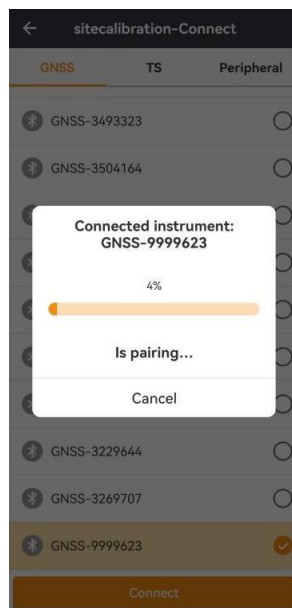 sitecalibration-Connect
GNSS
TS
Peripheral
GNSS-3493323
GNSS-3504164
Connected instrument:
GNSS-9999623
4%
Is pairing...
Cancel
GNSS-3229644
GNSS-3269707
GNSS-9999623
Connect